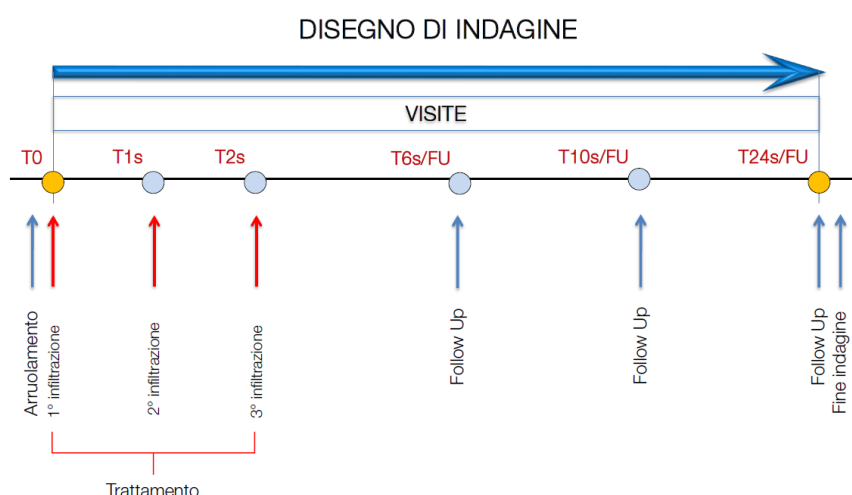 DISEGNO DI INDAGINE
VISITE
T0
T1s
T2s
T6s/FU
T10s/FU
T24s/FU
Arruolamento
1° infiltrazione
2° infiltrazione
3° infiltrazione
Follow Up
Follow Up
Follow Up
Fine indagine
Trattamento